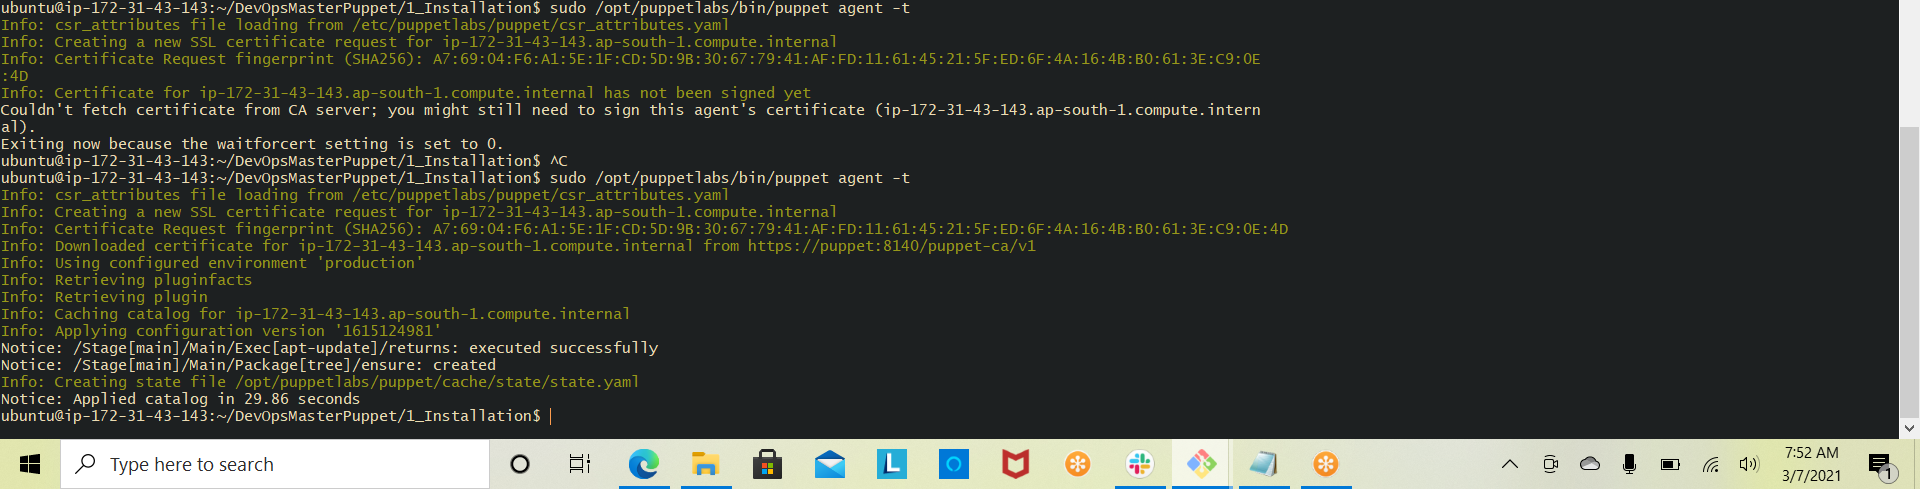 ubuntu@ip-172-31-43-143:~/DevOpsMasterPuppet/1_Installation$ sudo /opt/puppetlabs/bin/puppet agent -t
Info: csr_attributes file loading from /etc/puppetlabs/puppet/csr_attributes.yaml
Info: Creating a new SSL certificate request for ip-172-31-43-143.ap-south-1.compute.internal
Info: Certificate Request fingerprint (SHA256): A7:69:04:F6:A1:5E:1F:CD:5D:9B:30:67:79:41:AF:FD:11:61:45:21:5F:ED:6F:4A:16:4B:B0:61:3E:C9:0E
:4D
Info: Certificate for ip-172-31-43-143.ap-south-1.compute.internal has not been signed yet
Couldn't fetch certificate from CA server; you might still need to sign this agent's certificate (ip-172-31-43-143.ap-south-1.compute.intern
al).
Exiting now because the waitforcert setting is set to 0.
ubuntu@ip-172-31-43-143:~/DevOpsMasterPuppet/1_Installation$ ^C
ubuntu@ip-172-31-43-143:~/DevOpsMasterPuppet/1_Installation$ sudo /opt/puppetlabs/bin/puppet agent -t
Info: csr_attributes file loading from /etc/puppetlabs/puppet/csr_attributes.yaml
Info: Creating a new SSL certificate request for ip-172-31-43-143.ap-south-1.compute.internal
Info: Certificate Request fingerprint (SHA256): A7:69:04:F6:A1:5E:1F:CD:5D:9B:30:67:79:41:AF:FD:11:61:45:21:5F:ED:6F:4A:16:4B:B0:61:3E:C9:0E:4D
Info: Downloaded certificate for ip-172-31-43-143.ap-south-1.compute.internal from https://puppet:8140/puppet-ca/v1
Info: Using configured environment 'production'
Info: Retrieving pluginfacts
Info: Retrieving plugin
Info: Caching catalog for ip-172-31-43-143.ap-south-1.compute.internal
Info: Applying configuration version '1615124981'
Notice: /Stage[main]/Main/Exec[apt-update]/returns: executed successfully
Notice: /Stage[main]/Main/Package[tree]/ensure: created
Info: Creating state file /opt/puppetlabs/puppet/cache/state/state.yaml
Notice: Applied catalog in 29.86 seconds
ubuntu@ip-172-31-43-143:~/DevOpsMasterPuppet/1_Installation$
Type here to search
L
7:52 AM
3/7/2021
1